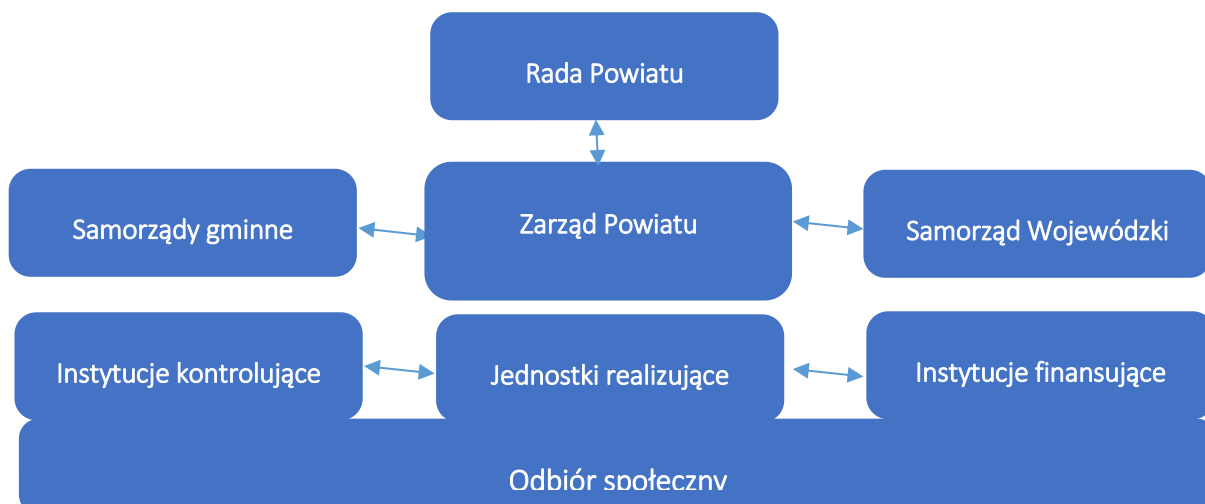 Rada Powiatu
Samorządy gminne
Zarząd Powiatu
Samorząd Wojewódzki
Instytucje kontrolujące
Jednostki realizujące
Instytucje finansujące
Odbiór społeczny